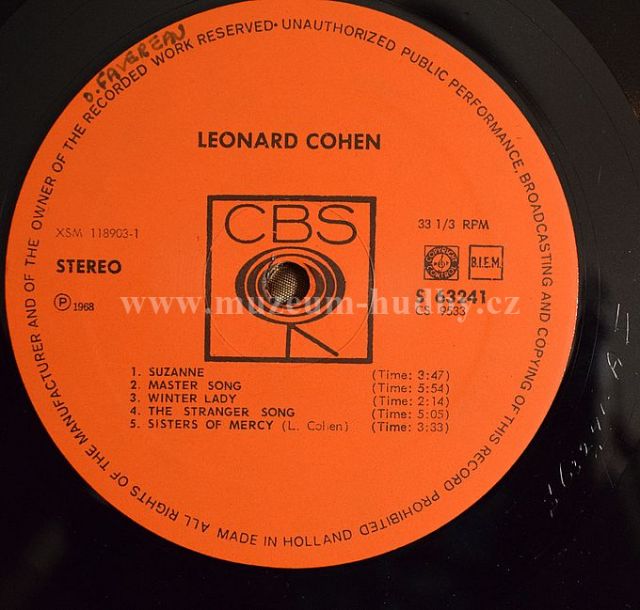 D. FAVEREAU
ALL RIGHTS OF THE MANUFACTURER AND OF THE OWNER OF THE RECORDED WORK RESERVED • UNAUTHORIZED PUBLIC PERFORMANCE, BROADCASTING AND COPYING OF THIS RECORD PROHIBITED
LEONARD COHEN
CBS
XSM 118903-1
33 1/3 RPM
STEREO
COPYRIGHT CONTROL
B.I.E.M.
Ⓟ 1968
S 63241
CS 9533
www.muzeum-hudby.cz
1. SUZANNE (Time: 3:47)
2. MASTER SONG (Time: 5:54)
3. WINTER LADY (Time: 2:14)
4. THE STRANGER SONG (Time: 5:05)
5. SISTERS OF MERCY (L. Cohen) (Time: 3:33)
MADE IN HOLLAND